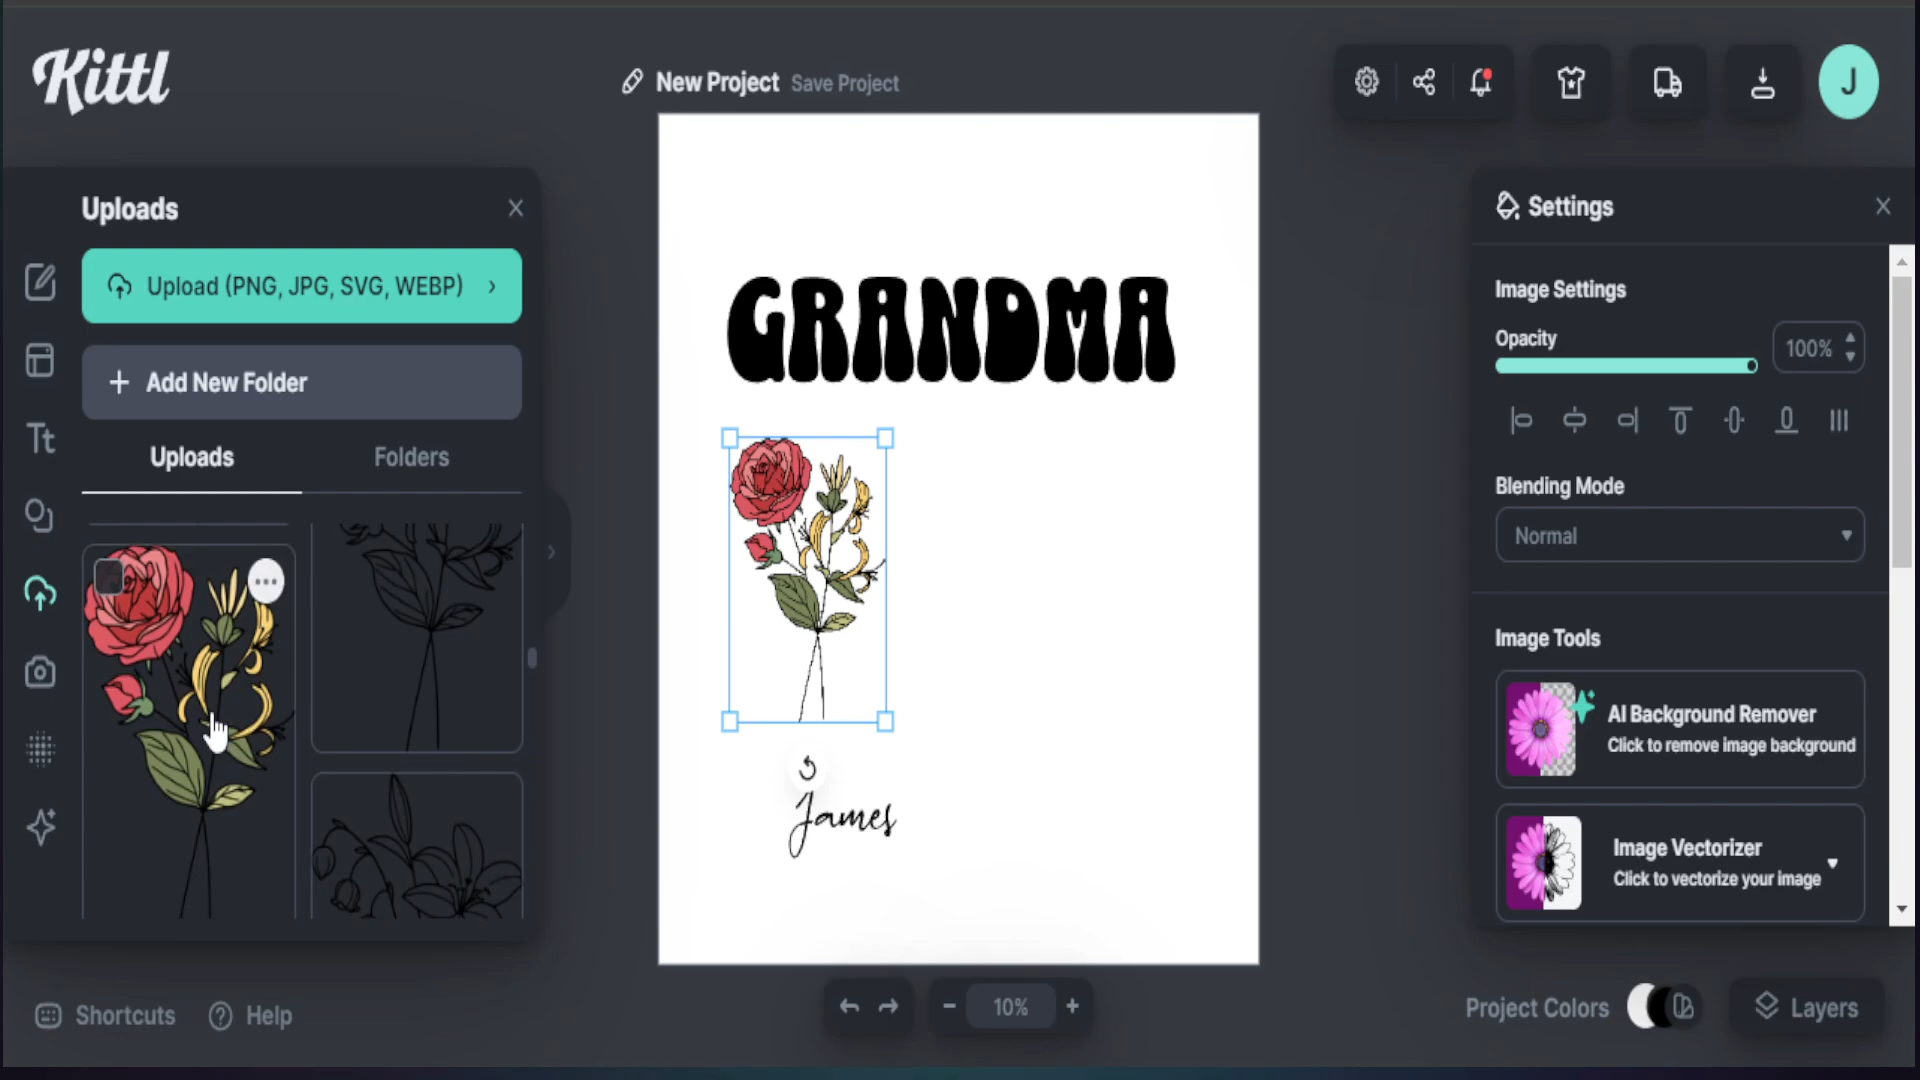 Kittl
New Project Save Project
J
Uploads
Upload (PNG, JPG, SVG, WEBP)
Add New Folder
Uploads Folders
Shortcuts
Help
GRANDMA
James
10%
Settings
Image Settings
Opacity
100%
Blending Mode
Normal
Image Tools
AI Background Remover
Click to remove image background
Image Vectorizer
Click to vectorize your image
Project Colors
Layers
Tt